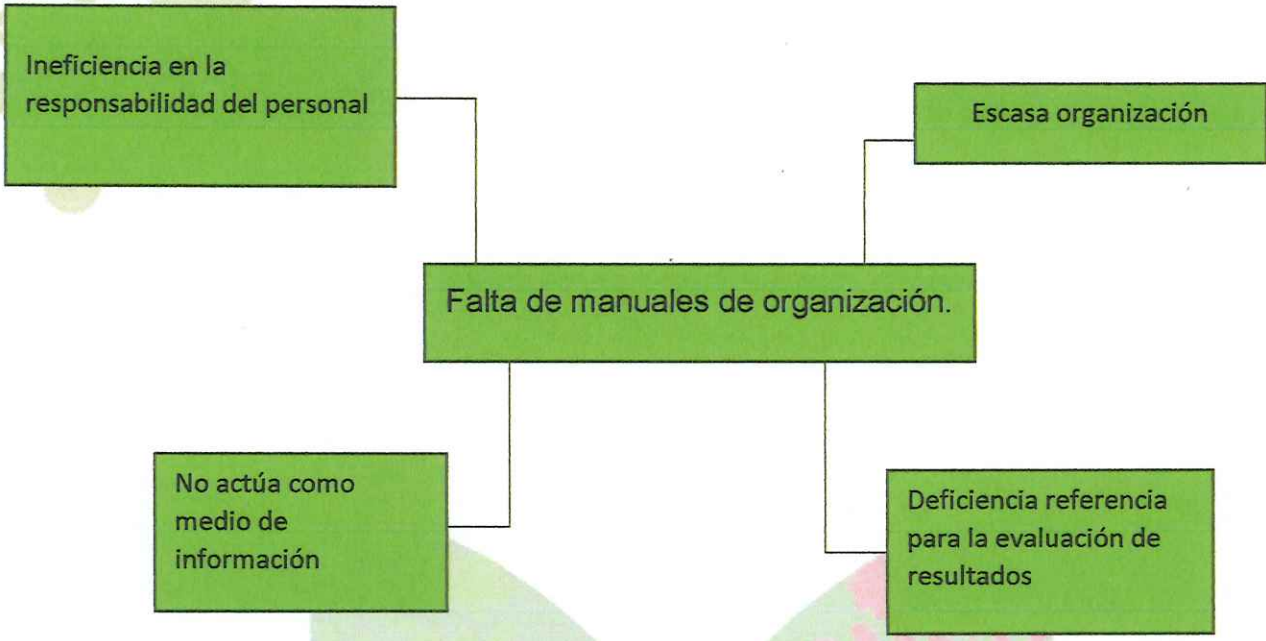 Ineficiencia en la
responsabilidad del personal
Escasa organización
Falta de manuales de organización.
No actúa como
medio de
información
Deficiencia referencia
para la evaluación de
resultados